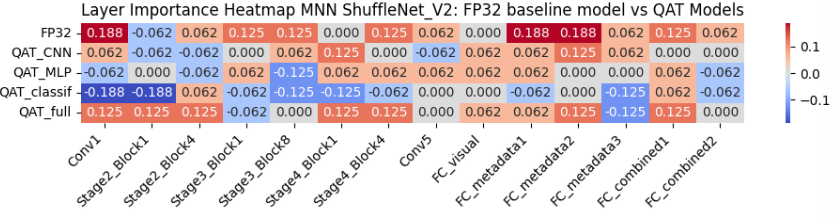 Layer Importance Heatmap MNN ShuffleNet_V2: FP32 baseline model vs QAT Models
FP32 0.188 -0.062 0.062 0.125 0.125 0.000 0.125 0.062 0.000 0.188 0.188 0.062 0.125 0.062
QAT_CNN 0.062 -0.062 -0.062 0.000 0.062 0.125 0.000 -0.062 0.062 0.062 0.125 0.062 0.000 0.000
QAT_MLP -0.062 0.000 -0.062 0.062 -0.125 0.062 0.062 0.062 0.062 0.062 0.000 0.000 0.062 -0.062
QAT_classif -0.188 -0.188 0.062 -0.062 -0.125 -0.125 -0.062 0.000 0.000 -0.062 0.000 -0.125 0.062 -0.062
QAT_full 0.125 0.125 0.125 -0.062 0.000 0.125 0.125 0.000 0.062 0.062 0.125 -0.125 0.125 0.000
0.1
0.0
−0.1
Conv1
Stage2_Block1
Stage2_Block4
Stage3_Block1
Stage3_Block8
Stage4_Block1
Stage4_Block4
Conv5
FC_visual
FC_metadata1
FC_metadata2
FC_metadata3
FC_combined1
FC_combined2